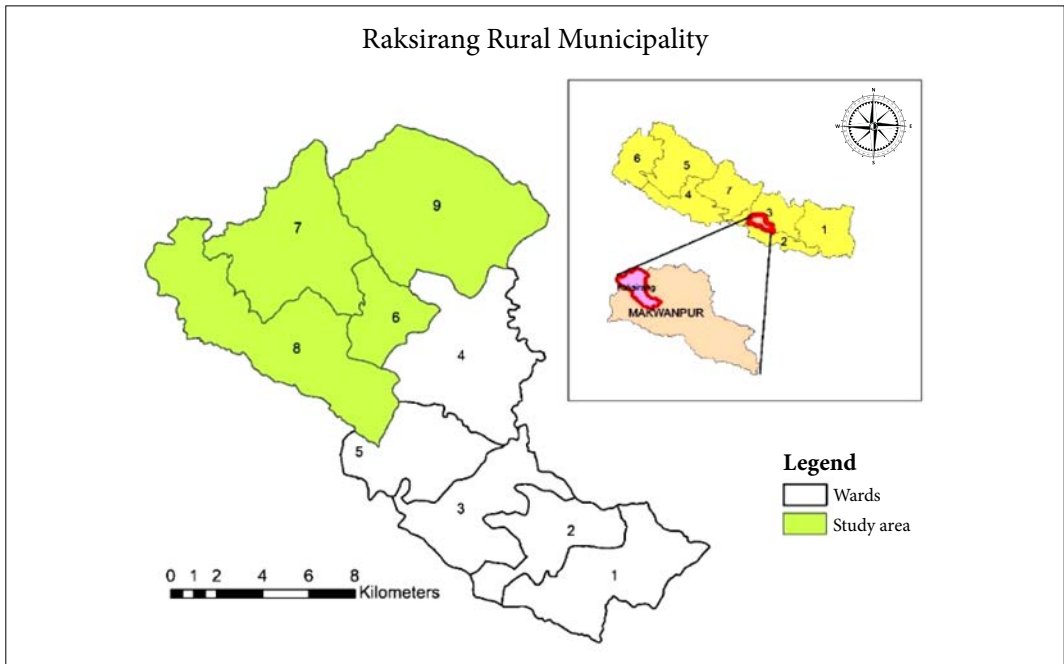 Raksirang Rural Municipality
N
W
E
S
6
5
7
4
3
1
2
Raksirang
MAKWANPUR
9
7
6
8
4
5
3
2
1
Legend
Wards
Study area
0 1 2 4 6 8
Kilometers